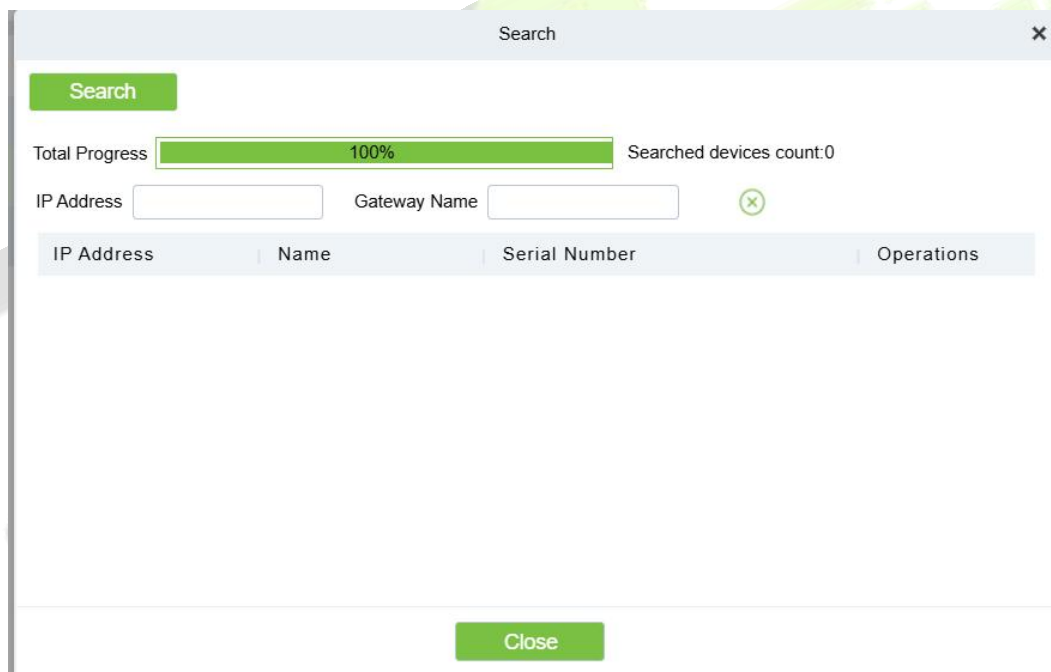 Search
Search
Total Progress 100% Searched devices count:0
IP Address Gateway Name
IP Address Name Serial Number Operations
Close